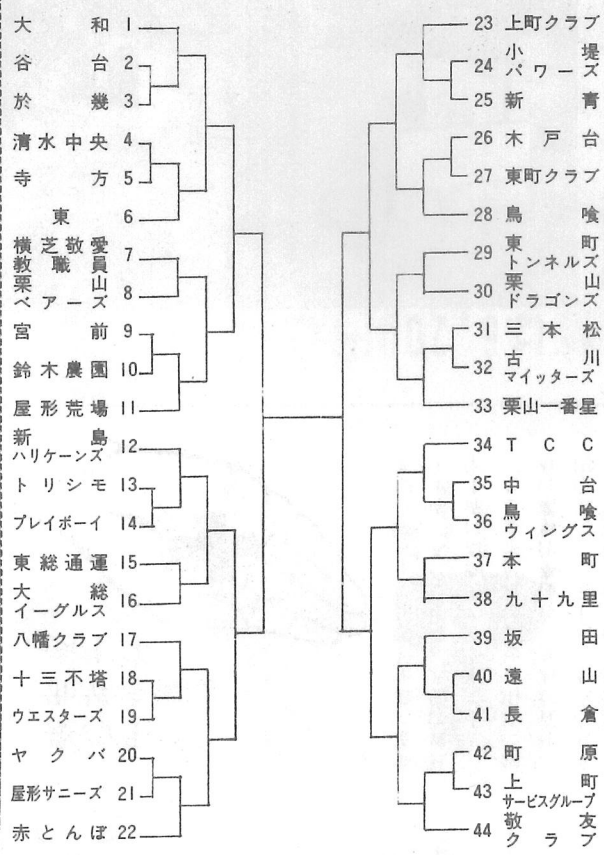 大和 1
谷台 2
於幾 3
清水中央 4
寺方 5
東 6
横芝敬愛
教職員 7
栗山
ベアーズ 8
宮前 9
鈴木農園 10
屋形荒場 11
新島
ハリケーンズ 12
トリシモ 13
プレイボーイ 14
東総通運 15
大総
イーグルス 16
八幡クラブ 17
十三不塔 18
ウエスターズ 19
ヤクバ 20
屋形サニーズ 21
赤とんぼ 22
23 上町クラブ
24 小堤
パワーズ
25 新青
26 木戸台
27 東町クラブ
28 鳥喰
29 東町
トンネルズ
30 栗山
ドラゴンズ
31 三本松
32 古川
マイッターズ
33 栗山一番星
34 TCC
35 中台
36 鳥喰
ウィングス
37 本町
38 九十九里
39 坂田
40 遠山
41 長倉
42 町原
43 上町
サービスグループ
44 敬友
クラブ